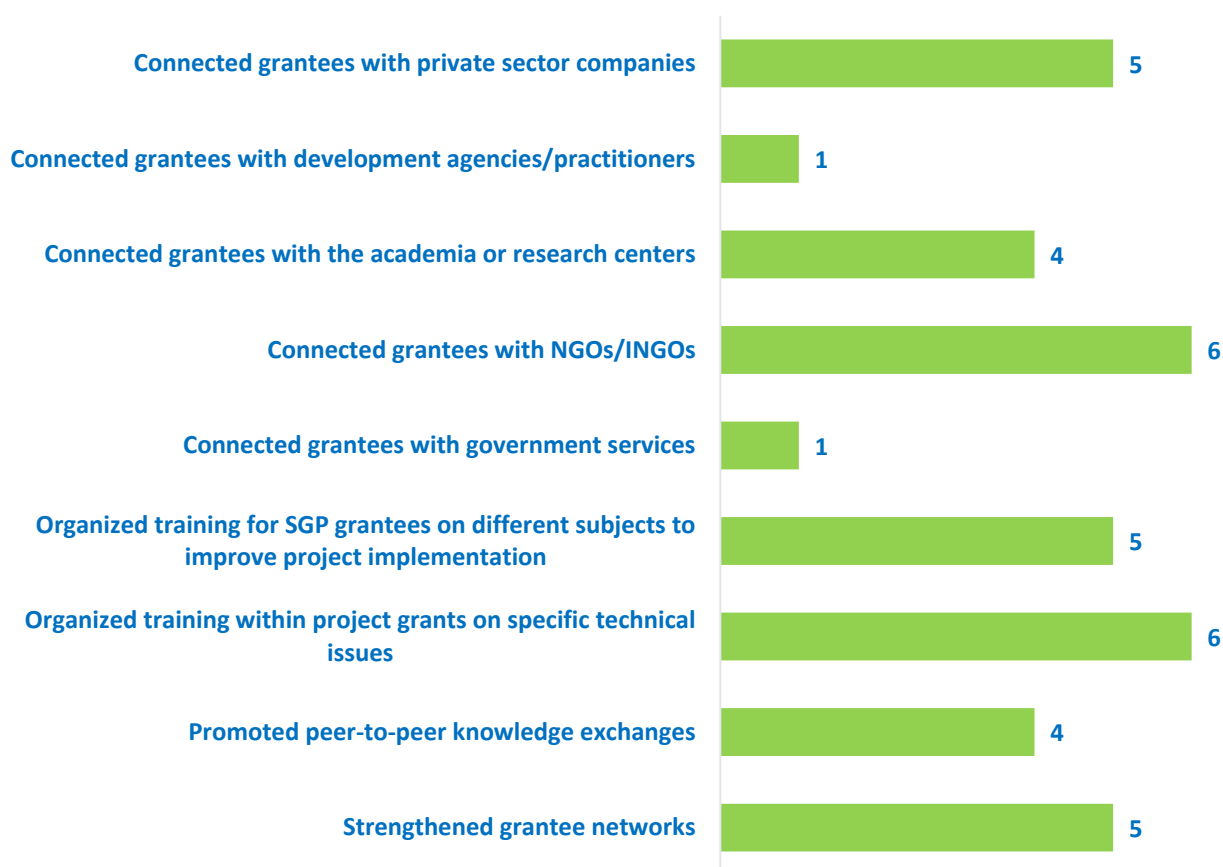 Connected grantees with private sector companies
5
Connected grantees with development agencies/practitioners
1
Connected grantees with the academia or research centers
4
Connected grantees with NGOs/INGOs
6
Connected grantees with government services
1
Organized training for SGP grantees on different subjects to
improve project implementation
5
Organized training within project grants on specific technical
issues
6
Promoted peer-to-peer knowledge exchanges
4
Strengthened grantee networks
5